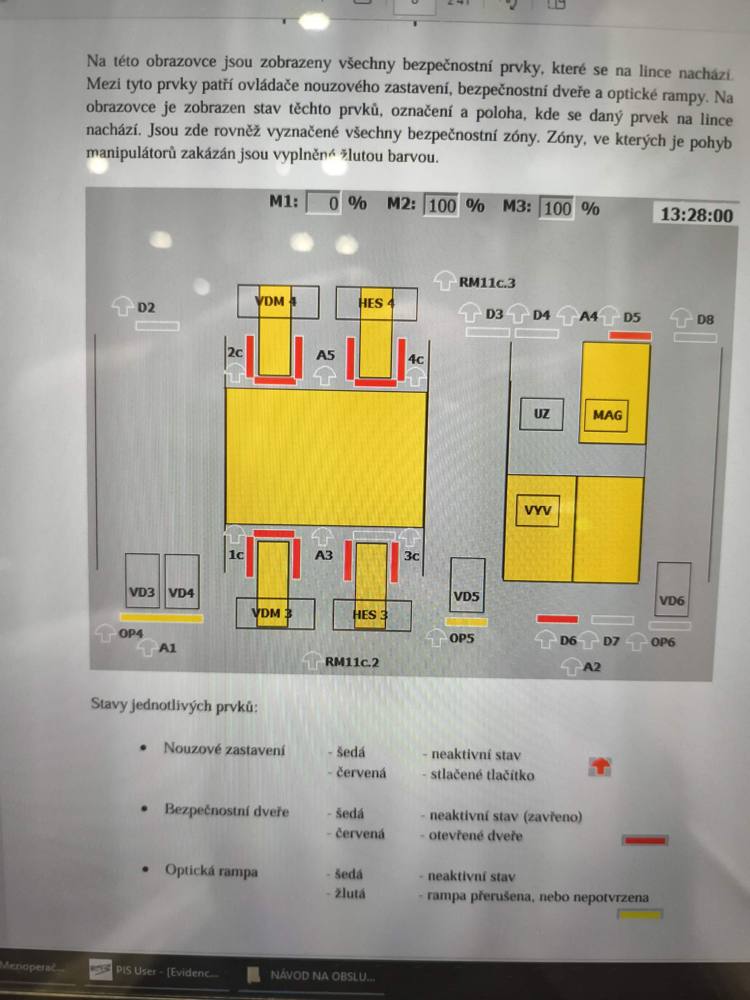 Na této obrazovce jsou zobrazeny všechny bezpečnostní prvky, které se na lince nachází.
Mezi tyto prvky patří ovládače nouzového zastavení, bezpečnostní dveře a optické rampy. Na
obrazovce je zobrazen stav těchto prvků, označení a poloha, kde se daný prvek na lince
nachází. Jsou zde rovněž vyznačené všechny bezpečnostní zóny. Zóny, ve kterých je pohyb
manipulátorů zakázán jsou vyplněné žlutou barvou.
M1: 0 % M2: 100 % M3: 100 % 13:28:00
RM11c.3
D2 VDM 4 HES 4 D3 D4 A4 D5 D8
2c A5 4c
UZ MAG
VYV
1c A3 3c
VD3 VD4 VD5 VD6
VDM 3 HES 3
OP4 A1 OP5 D6 D7 OP6
RM11c.2 A2
Stavy jednotlivých prvků:
• Nouzové zastavení - šedá - neaktivní stav
- červená - stlačené tlačítko
• Bezpečnostní dveře - šedá - neaktivní stav (zavřeno)
- červená - otevřené dveře
• Optická rampa - šedá - neaktivní stav
- žlutá - rampa přerušena, nebo nepotvrzena
Mezioperač... PIS User - [Evidenc... NÁVOD NA OBSLU...